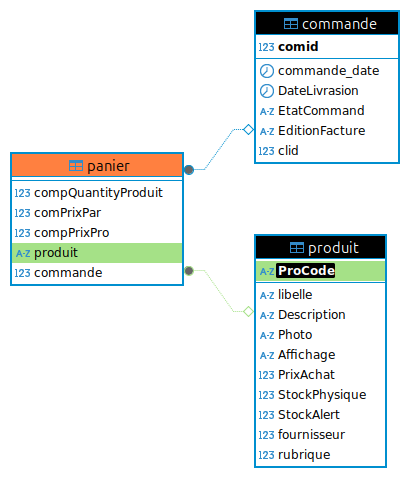 commande
123 comid
commande_date
DateLivrasion
A-Z EtatCommand
A-Z EditionFacture
123 clid
panier
123 compQuantityProduit
123 comPrixPar
123 compPrixPro
A-Z produit
123 commande
produit
A-Z ProCode
A-Z libelle
A-Z Description
A-Z Photo
A-Z Affichage
123 PrixAchat
123 StockPhysique
123 StockAlert
123 fournisseur
123 rubrique